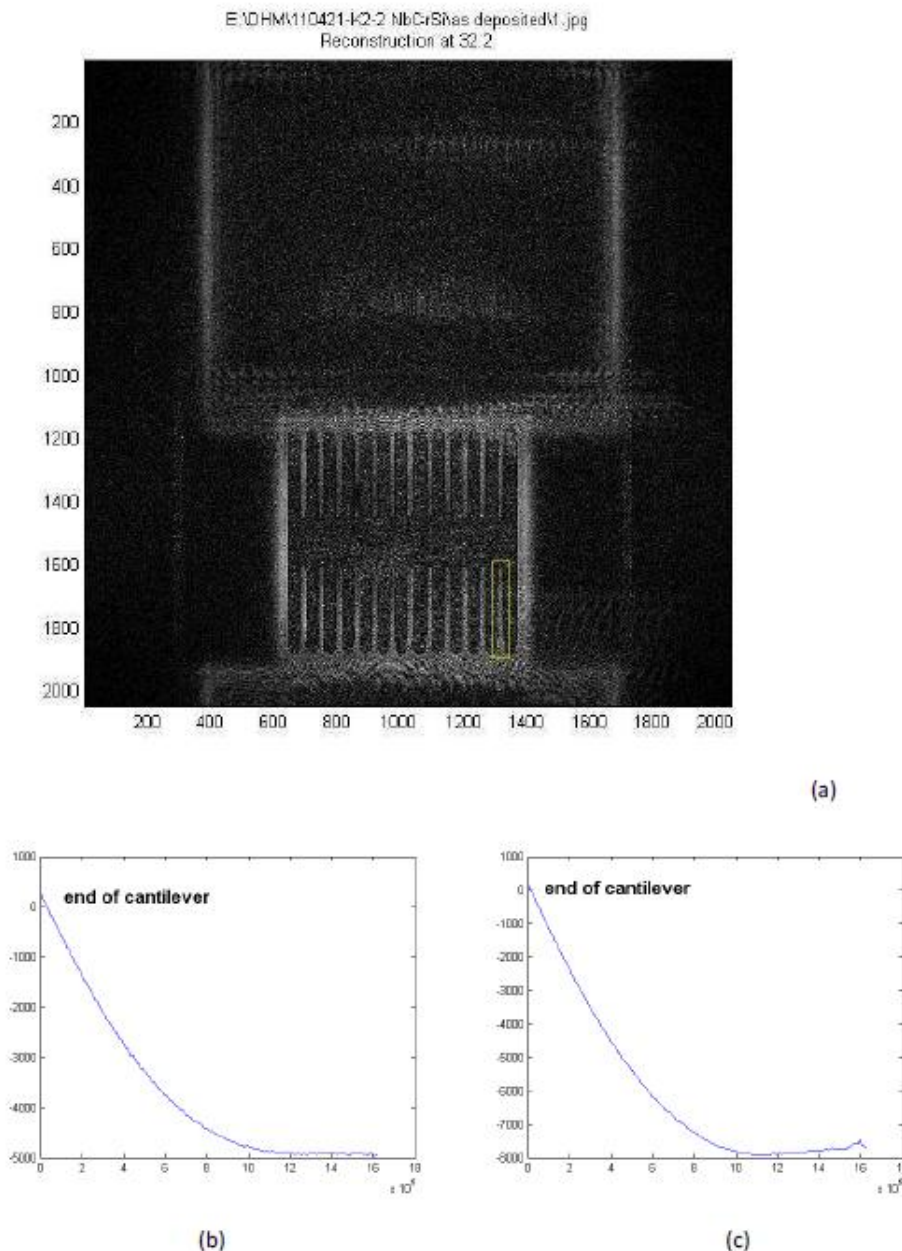 E:\DHM\110421-K2-2 NbCrSi\as deposited\1.jpg
Reconstruction at 32.2
200
400
600
800
1000
1200
1400
1600
1800
2000
200 400 600 800 1000 1200 1400 1600 1800 2000
(a)
1000
end of cantilever
0
-1000
-2000
-3000
-4000
-5000
0 2 4 6 8 10 12 14 16 18
(b)
1000
end of cantilever
0
-1000
-2000
-3000
-4000
-5000
-6000
-7000
-8000
0 2 4 6 8 10 12 14 16 18
(c)